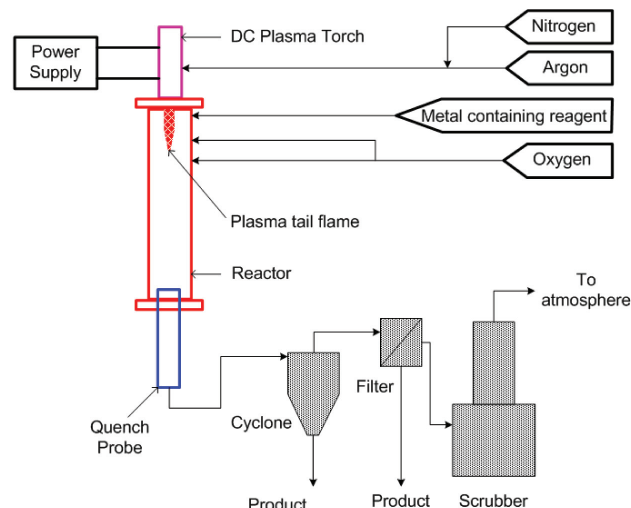 Nitrogen
DC Plasma Torch
Power
Supply
Argon
Metal containing reagent
Oxygen
Plasma tail flame
Reactor
To
atmosphere
Filter
Cyclone
Quench
Probe
Product
Product
Scrubber